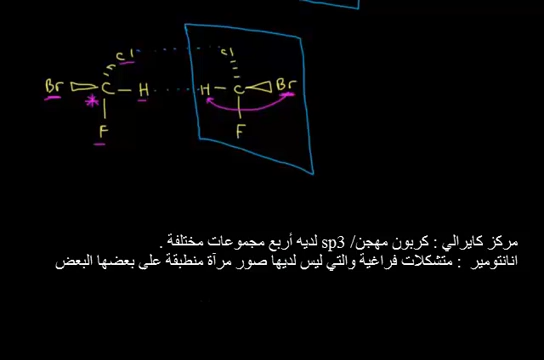 Cl Cl
Br C H H C Br
*
F F
مركز كايرالي : كربون مهجن/ sp3 لديه أربع مجموعات مختلفة .
انانتومير : متشكلات فراغية والتي ليس لديها صور مرآة منطبقة على بعضها البعض